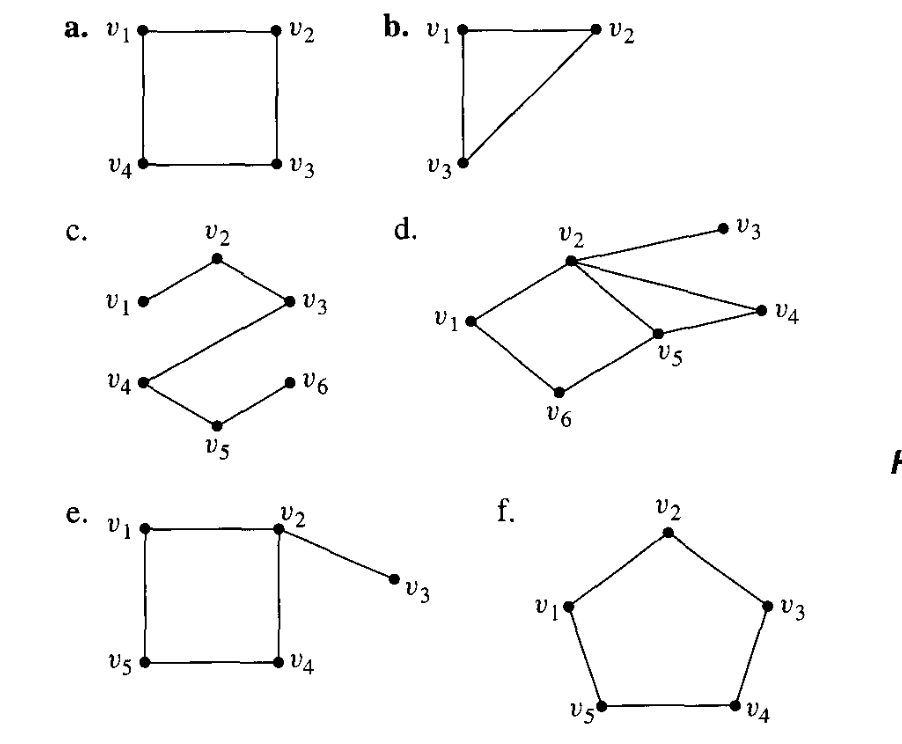 a. v1 v2 b. v1 v2
v4 v3 v3
c. v2 d. v2 v3
v1 v3 v1 v4
v4 v6 v5
v5 v6
e. v1 v2 f. v2
v3 v1 v3
v5 v4 v5 v4